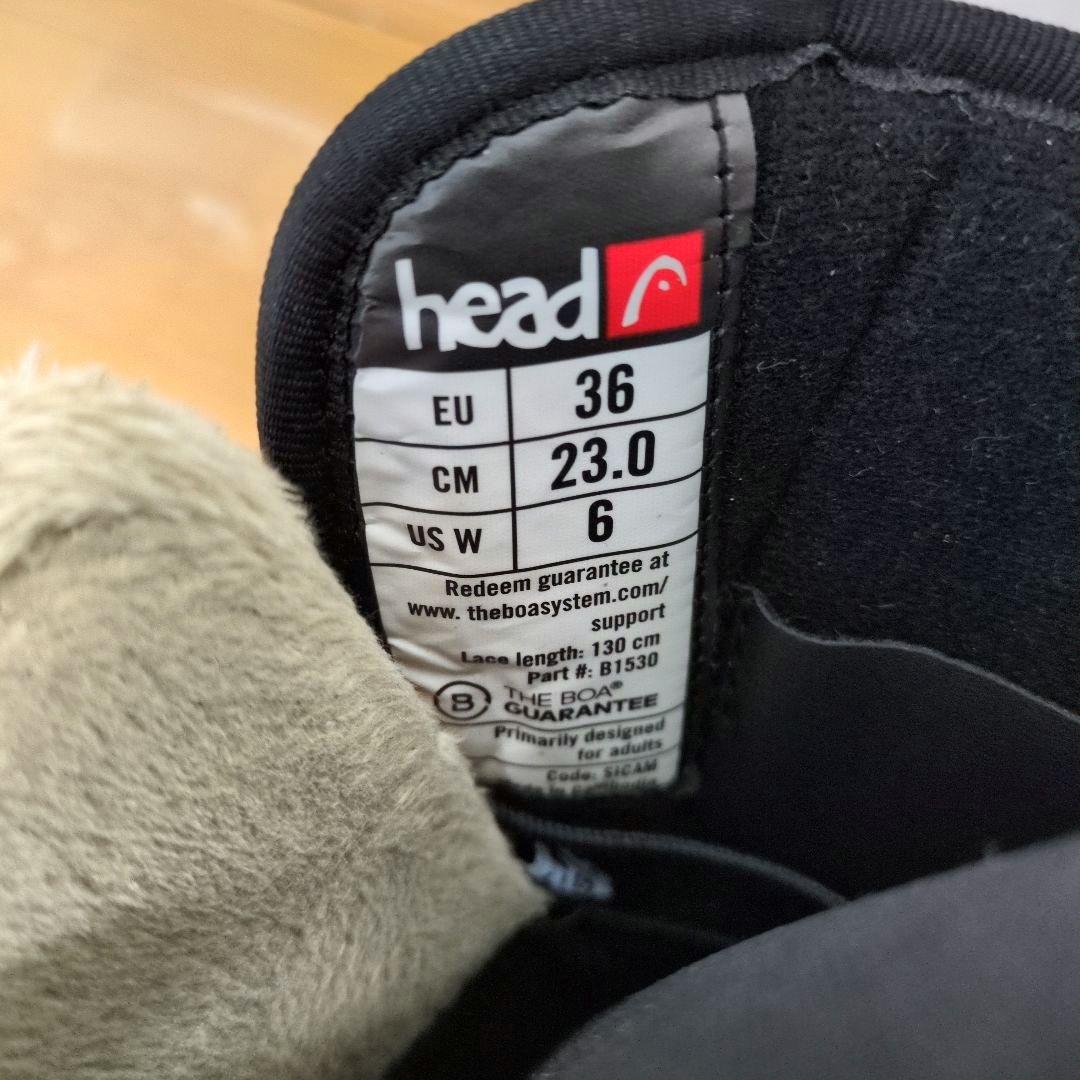 head
EU 36
CM 23.0
US W 6
Redeem guarantee at
www. theboasystem.com/
support
Lace length: 130 cm
Part #: B1530
B THE BOA®
GUARANTEE
Primarily designed
for adults
Code: SICAM